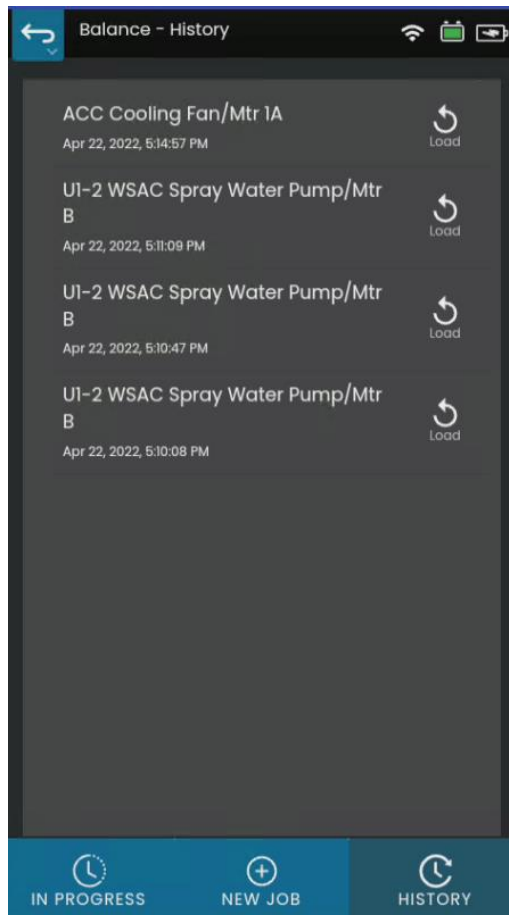 Balance - History
ACC Cooling Fan/Mtr 1A
Apr 22, 2022, 5:14:57 PM
Load
U1-2 WSAC Spray Water Pump/Mtr
B
Apr 22, 2022, 5:11:09 PM
Load
U1-2 WSAC Spray Water Pump/Mtr
B
Apr 22, 2022, 5:10:47 PM
Load
U1-2 WSAC Spray Water Pump/Mtr
B
Apr 22, 2022, 5:10:08 PM
Load
IN PROGRESS
NEW JOB
HISTORY